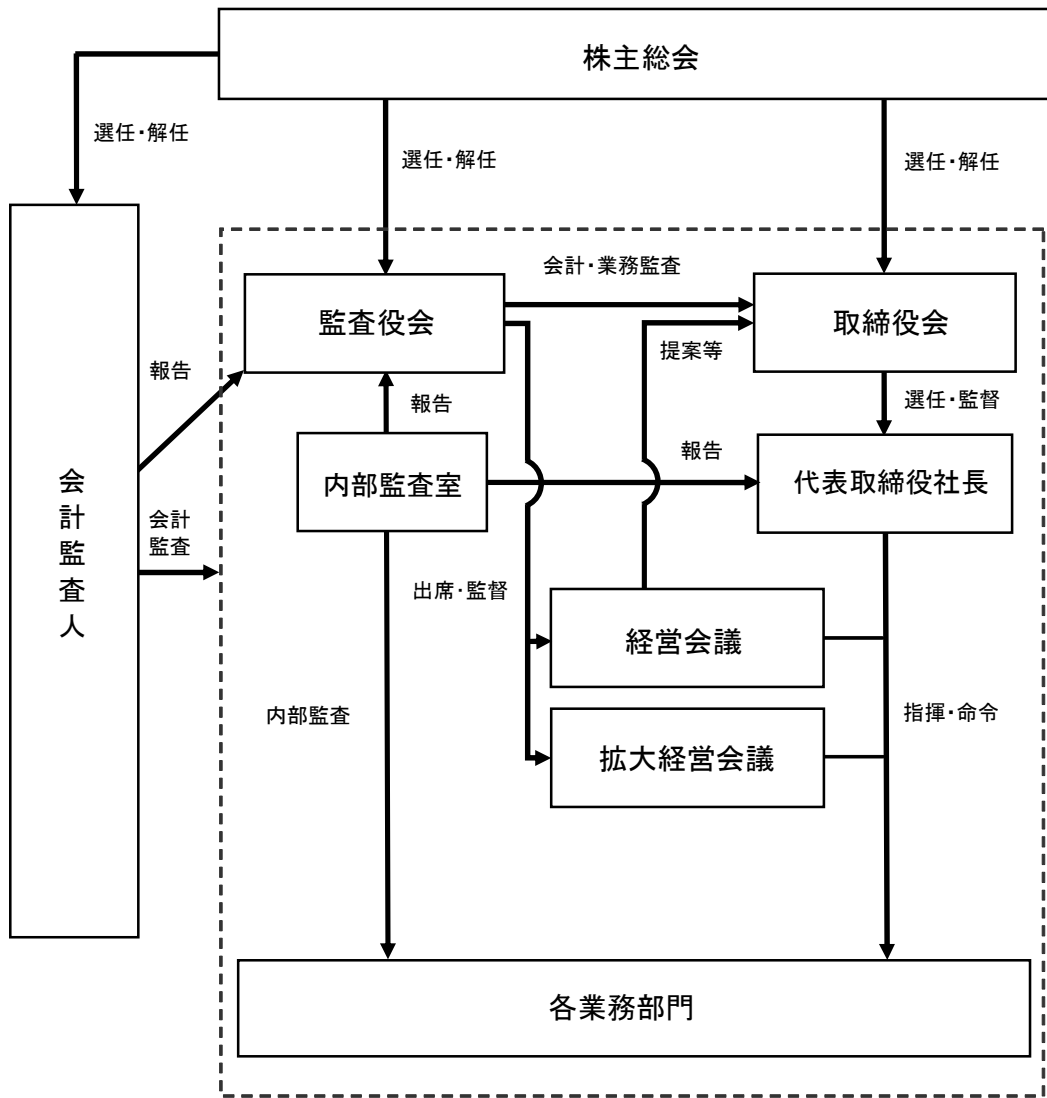 株主総会
選任・解任
選任・解任
選任・解任
会計・業務監査
監査役会
取締役会
提案等
報告
選任・監督
報告
報告
内部監査室
代表取締役社長
会計監査人
会計
監査
出席・監督
経営会議
内部監査
指揮・命令
拡大経営会議
各業務部門